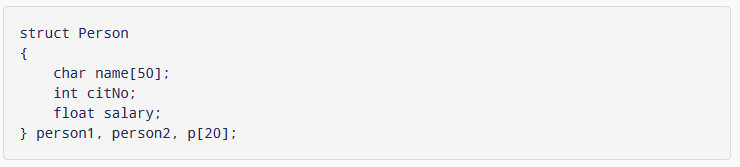 struct Person
{
    char name[50];
    int citNo;
    float salary;
} person1, person2, p[20];